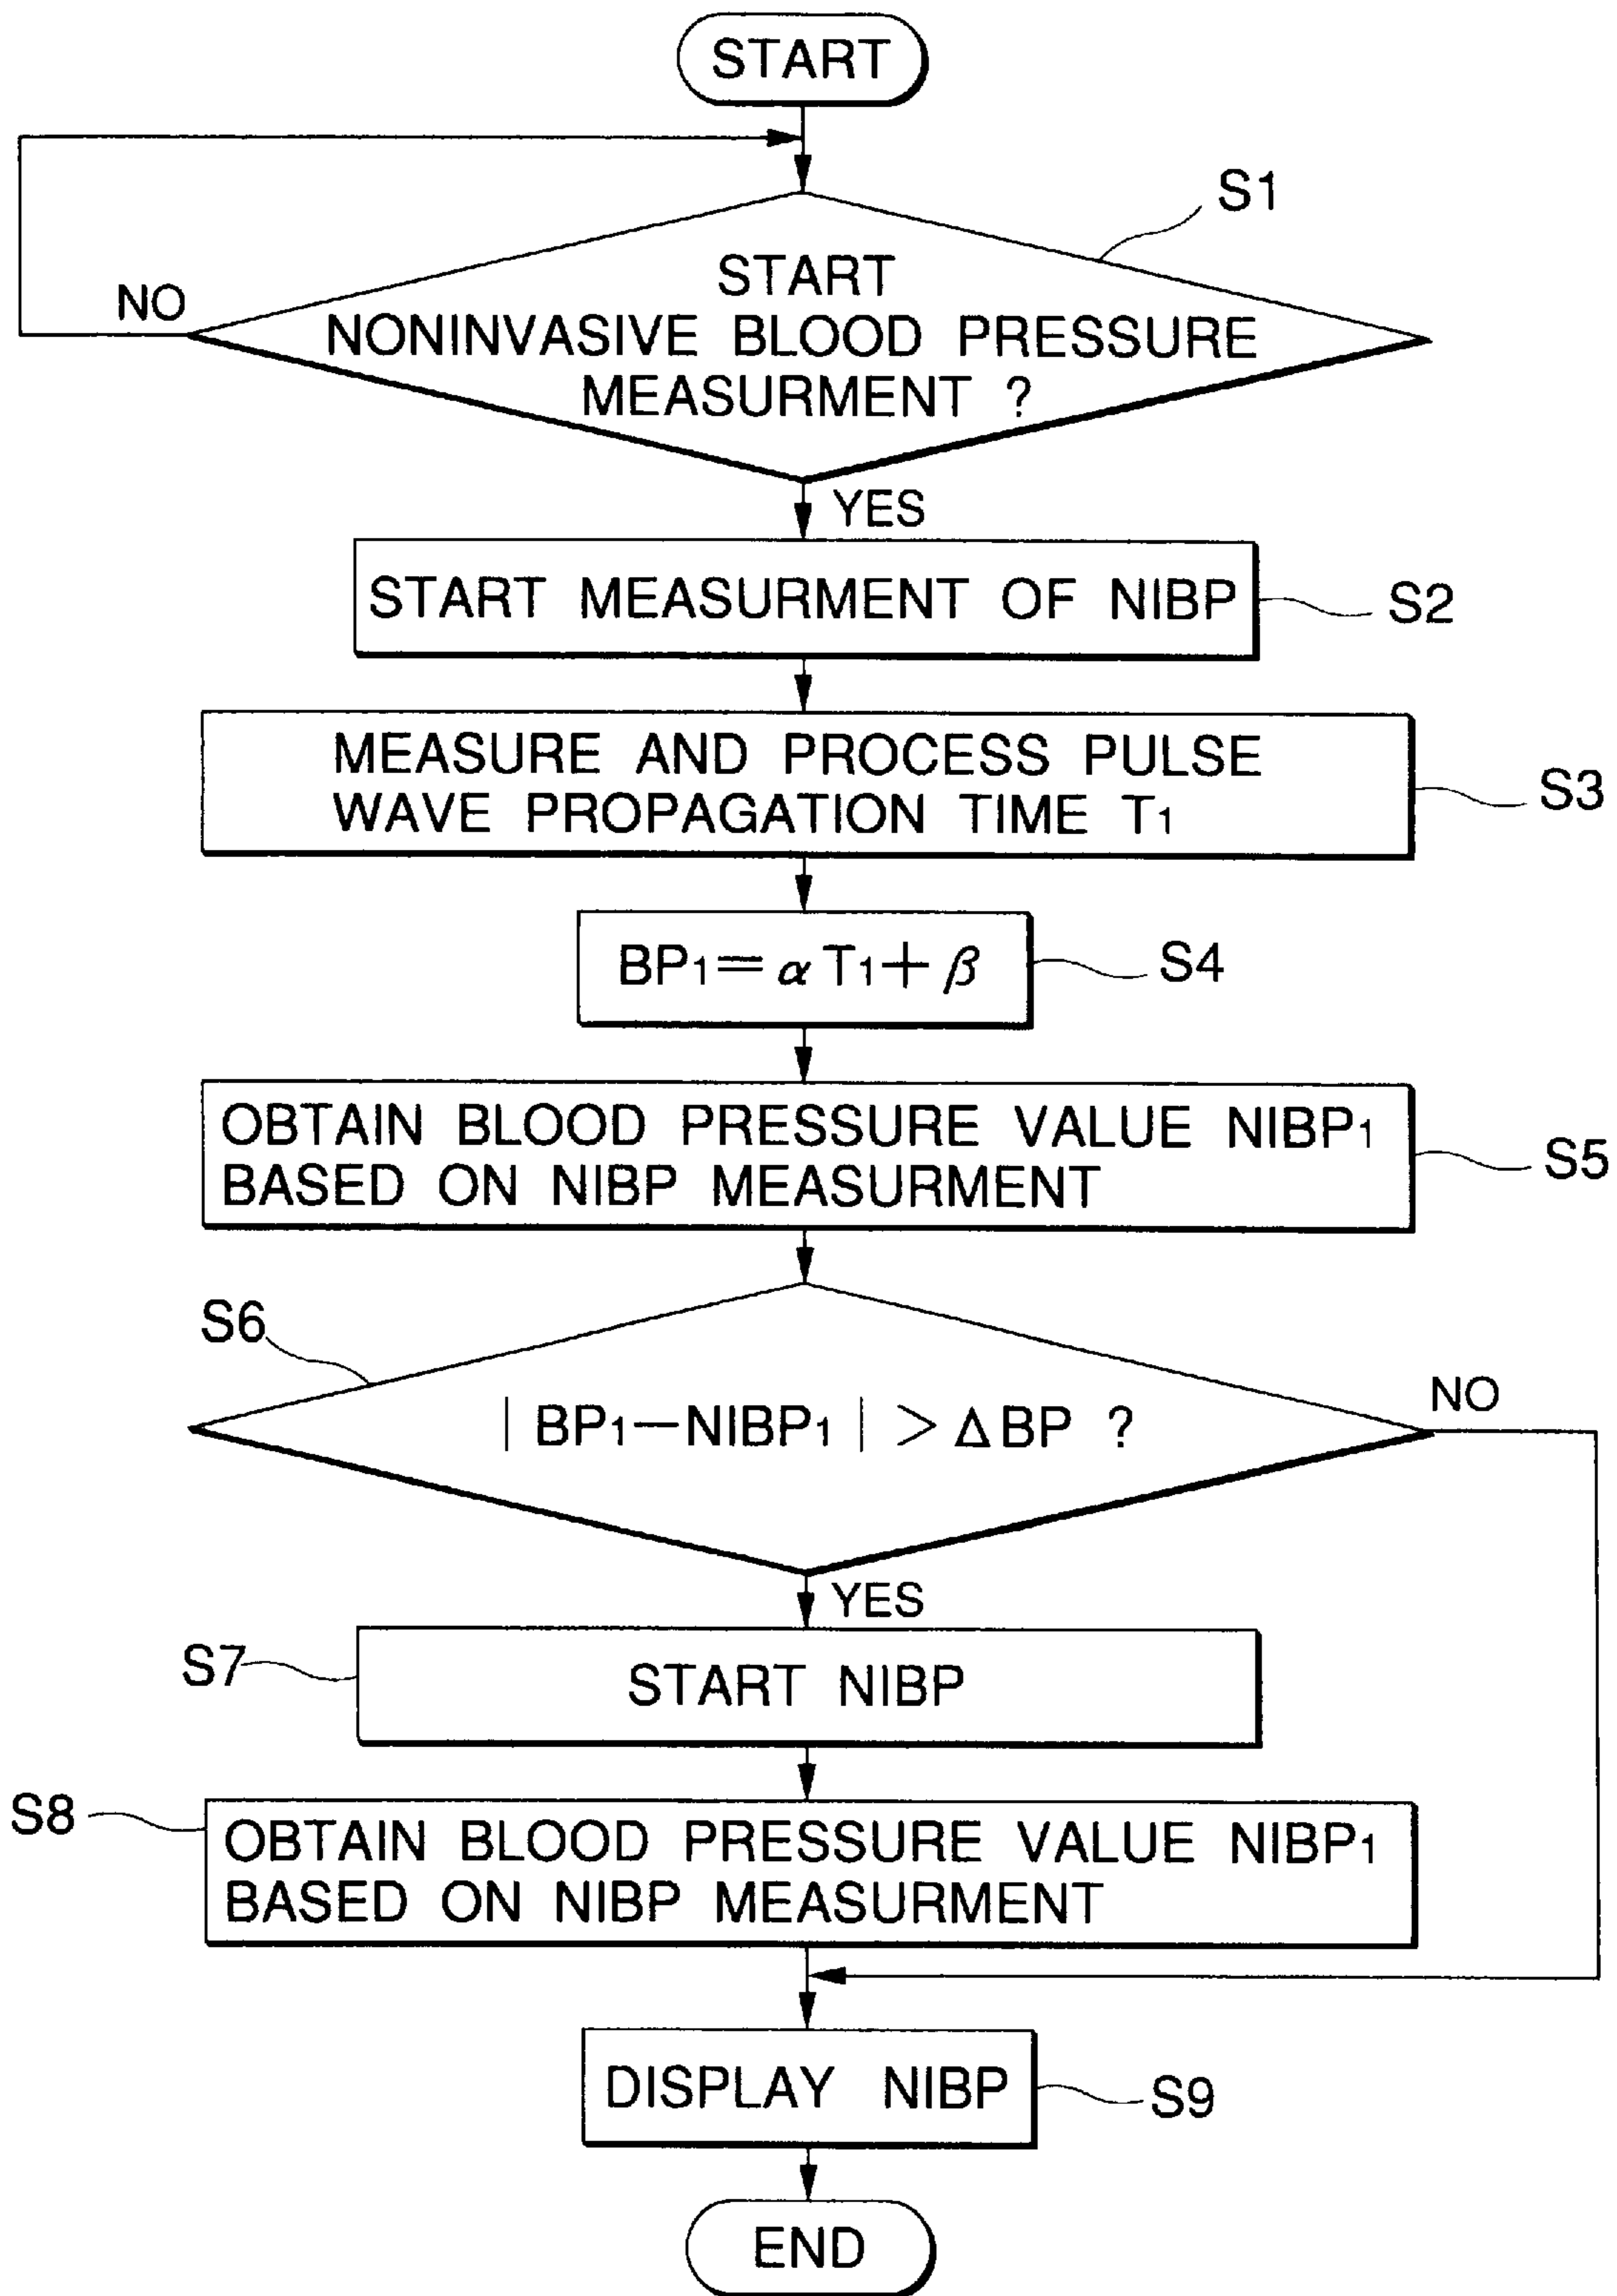 START
S1
NO
START
NONINVASIVE BLOOD PRESSURE
MEASURMENT ?
YES
START MEASURMENT OF NIBP
S2
MEASURE AND PROCESS PULSE
WAVE PROPAGATION TIME T1
S3
BP1=αT1+β
S4
OBTAIN BLOOD PRESSURE VALUE NIBP1
BASED ON NIBP MEASURMENT
S5
S6
NO
|BP1−NIBP1|>ΔBP ?
YES
S7
START NIBP
S8
OBTAIN BLOOD PRESSURE VALUE NIBP1
BASED ON NIBP MEASURMENT
DISPLAY NIBP
S9
END